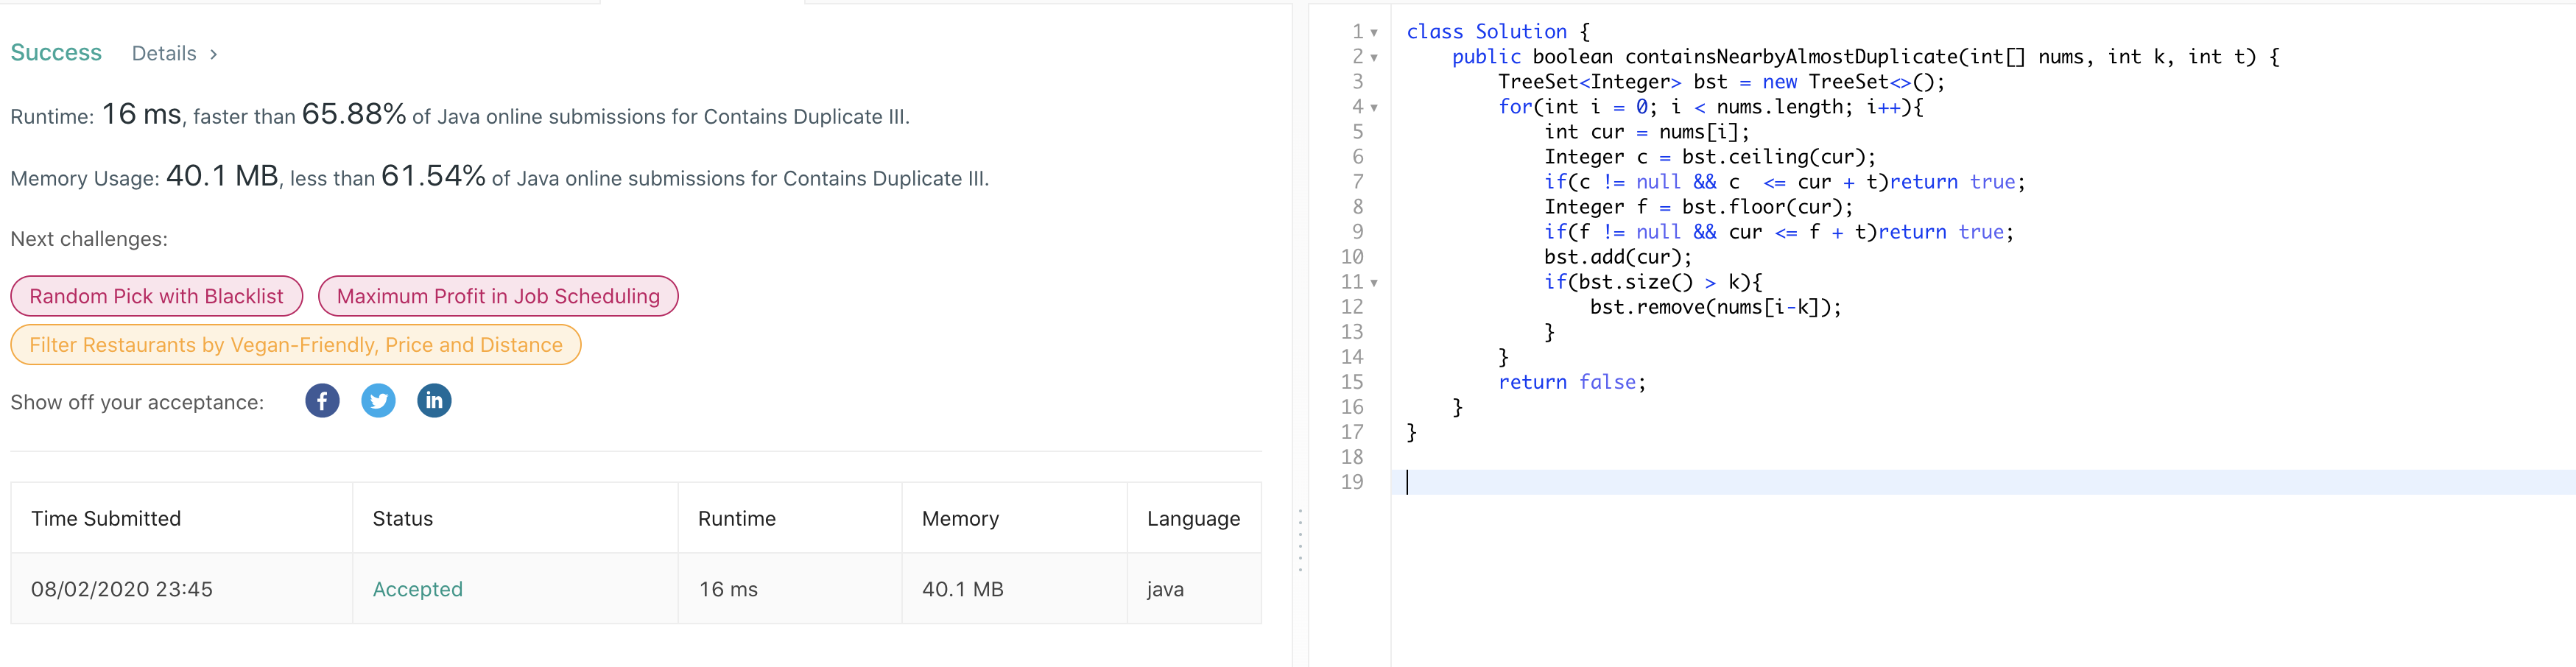 Success Details >
Runtime: 16 ms, faster than 65.88% of Java online submissions for Contains Duplicate III.
Memory Usage: 40.1 MB, less than 61.54% of Java online submissions for Contains Duplicate III.
Next challenges:
Random Pick with Blacklist Maximum Profit in Job Scheduling
Filter Restaurants by Vegan-Friendly, Price and Distance
Show off your acceptance: f in
Time Submitted Status Runtime Memory Language
08/02/2020 23:45 Accepted 16 ms 40.1 MB java
1 class Solution {
2     public boolean containsNearbyAlmostDuplicate(int[] nums, int k, int t) {
3         TreeSet<Integer> bst = new TreeSet<>();
4         for(int i = 0; i < nums.length; i++){
5             int cur = nums[i];
6             Integer c = bst.ceiling(cur);
7             if(c != null && c  <= cur + t)return true;
8             Integer f = bst.floor(cur);
9             if(f != null && cur <= f + t)return true;
10             bst.add(cur);
11             if(bst.size() > k){
12                 bst.remove(nums[i-k]);
13             }
14         }
15         return false;
16     }
17 }
18
19